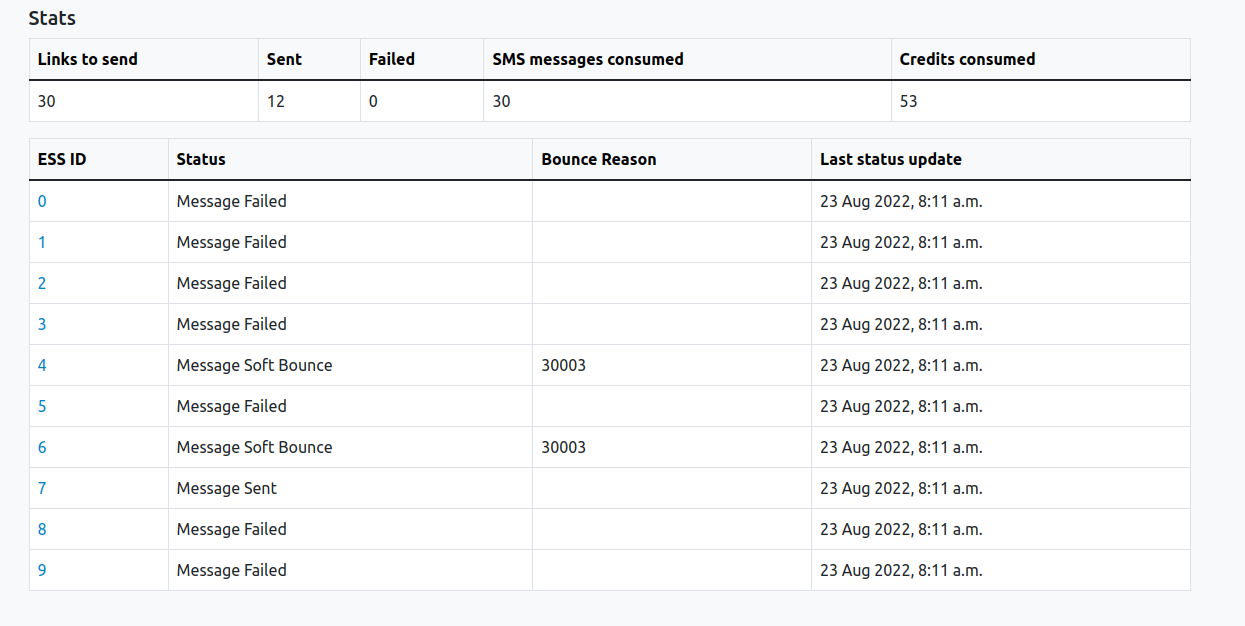 Stats
Links to send Sent Failed SMS messages consumed Credits consumed
30 12 0 30 53
ESS ID Status Bounce Reason Last status update
0 Message Failed 23 Aug 2022, 8:11 a.m.
1 Message Failed 23 Aug 2022, 8:11 a.m.
2 Message Failed 23 Aug 2022, 8:11 a.m.
3 Message Failed 23 Aug 2022, 8:11 a.m.
4 Message Soft Bounce 30003 23 Aug 2022, 8:11 a.m.
5 Message Failed 23 Aug 2022, 8:11 a.m.
6 Message Soft Bounce 30003 23 Aug 2022, 8:11 a.m.
7 Message Sent 23 Aug 2022, 8:11 a.m.
8 Message Failed 23 Aug 2022, 8:11 a.m.
9 Message Failed 23 Aug 2022, 8:11 a.m.